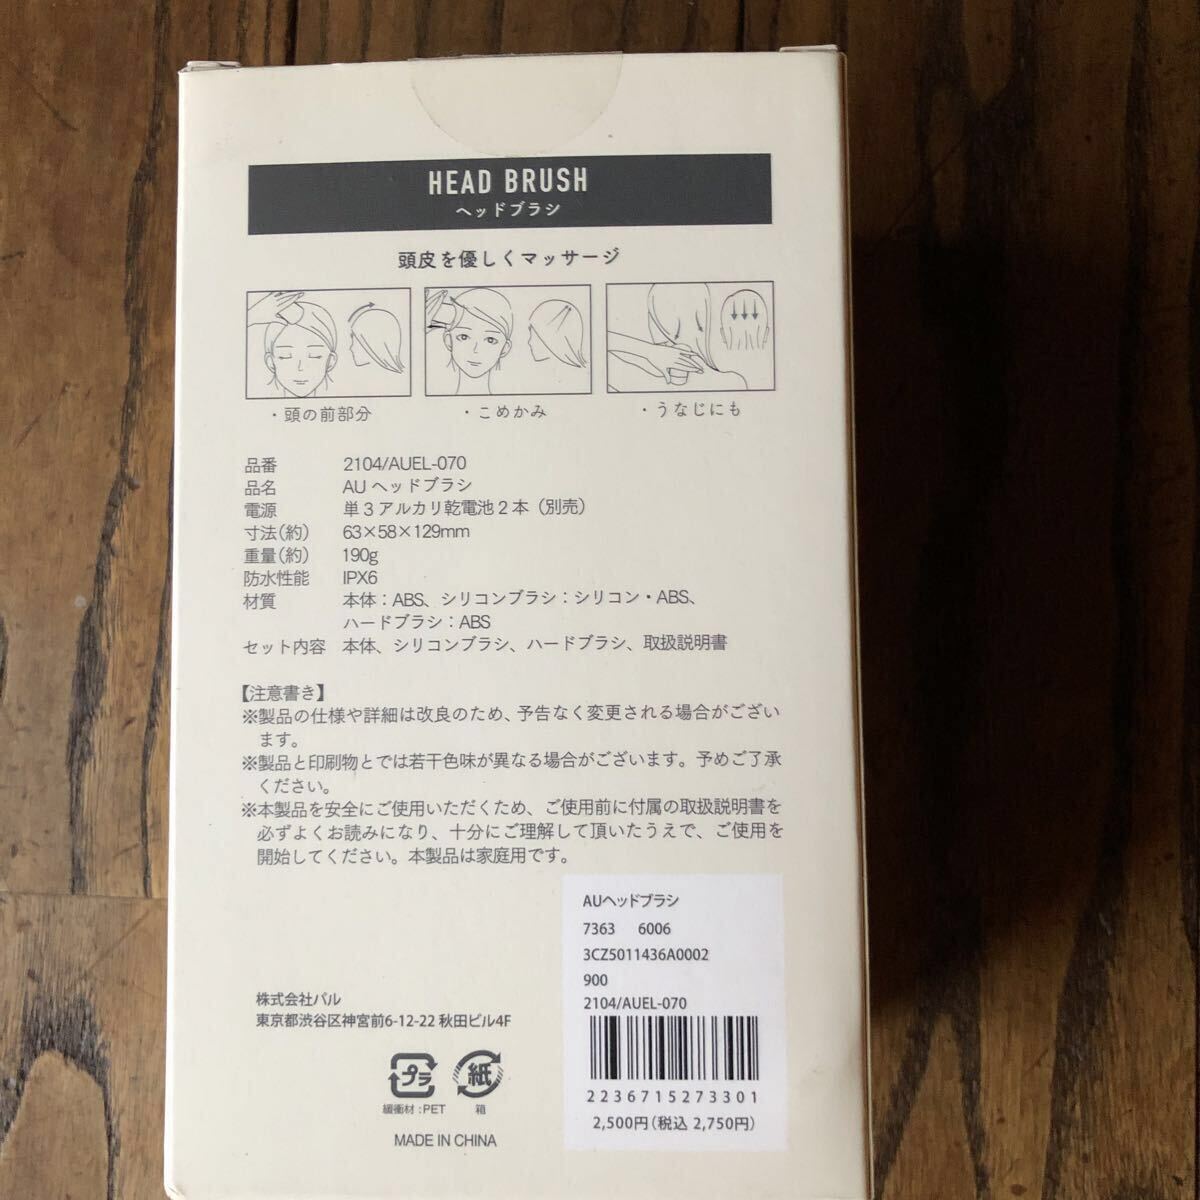 HEAD BRUSH
ヘッドブラシ
頭皮を優しくマッサージ
・頭の前部分
・こめかみ
・うなじにも
品番 2104/AUEL-070
品名 AU ヘッドブラシ
電源 単3アルカリ乾電池2本（別売）
寸法(約) 63×58×129mm
重量(約) 190g
防水性能 IPX6
材質 本体：ABS、シリコンブラシ：シリコン・ABS、
ハードブラシ：ABS
セット内容 本体、シリコンブラシ、ハードブラシ、取扱説明書
【注意書き】
※製品の仕様や詳細は改良のため、予告なく変更される場合がござい
ます。
※製品と印刷物とでは若干色味が異なる場合がございます。予めご了承
ください。
※本製品を安全にご使用いただくため、ご使用前に付属の取扱説明書を
必ずよくお読みになり、十分にご理解して頂いたうえで、ご使用を
開始してください。本製品は家庭用です。
AUヘッドブラシ
7363 6006
3CZ5011436A0002
900
2104/AUEL-070
2236715273301
2,500円(税込 2,750円)
株式会社パル
東京都渋谷区神宮前6-12-22 秋田ビル4F
プラ
紙
緩衝材：PET
箱
MADE IN CHINA